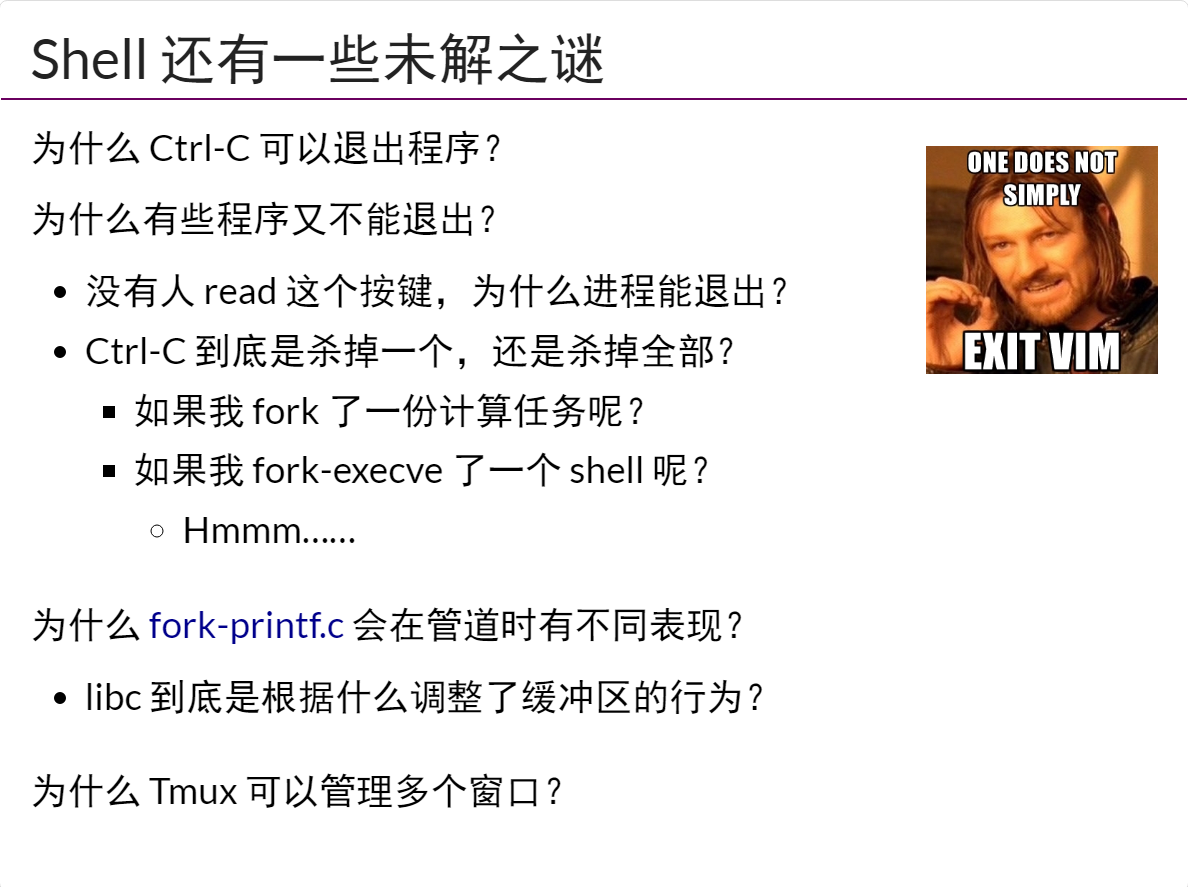 Shell 还有一些未解之谜
为什么 Ctrl-C 可以退出程序？
ONE DOES NOT
SIMPLY
EXIT VIM
为什么有些程序又不能退出？
没有人 read 这个按键，为什么进程能退出？
Ctrl-C 到底是杀掉一个，还是杀掉全部？
如果我 fork 了一份计算任务呢？
如果我 fork-execve 了一个 shell 呢？
Hmmm……
为什么 fork-printf.c 会在管道时有不同表现？
libc 到底是根据什么调整了缓冲区的行为？
为什么 Tmux 可以管理多个窗口？